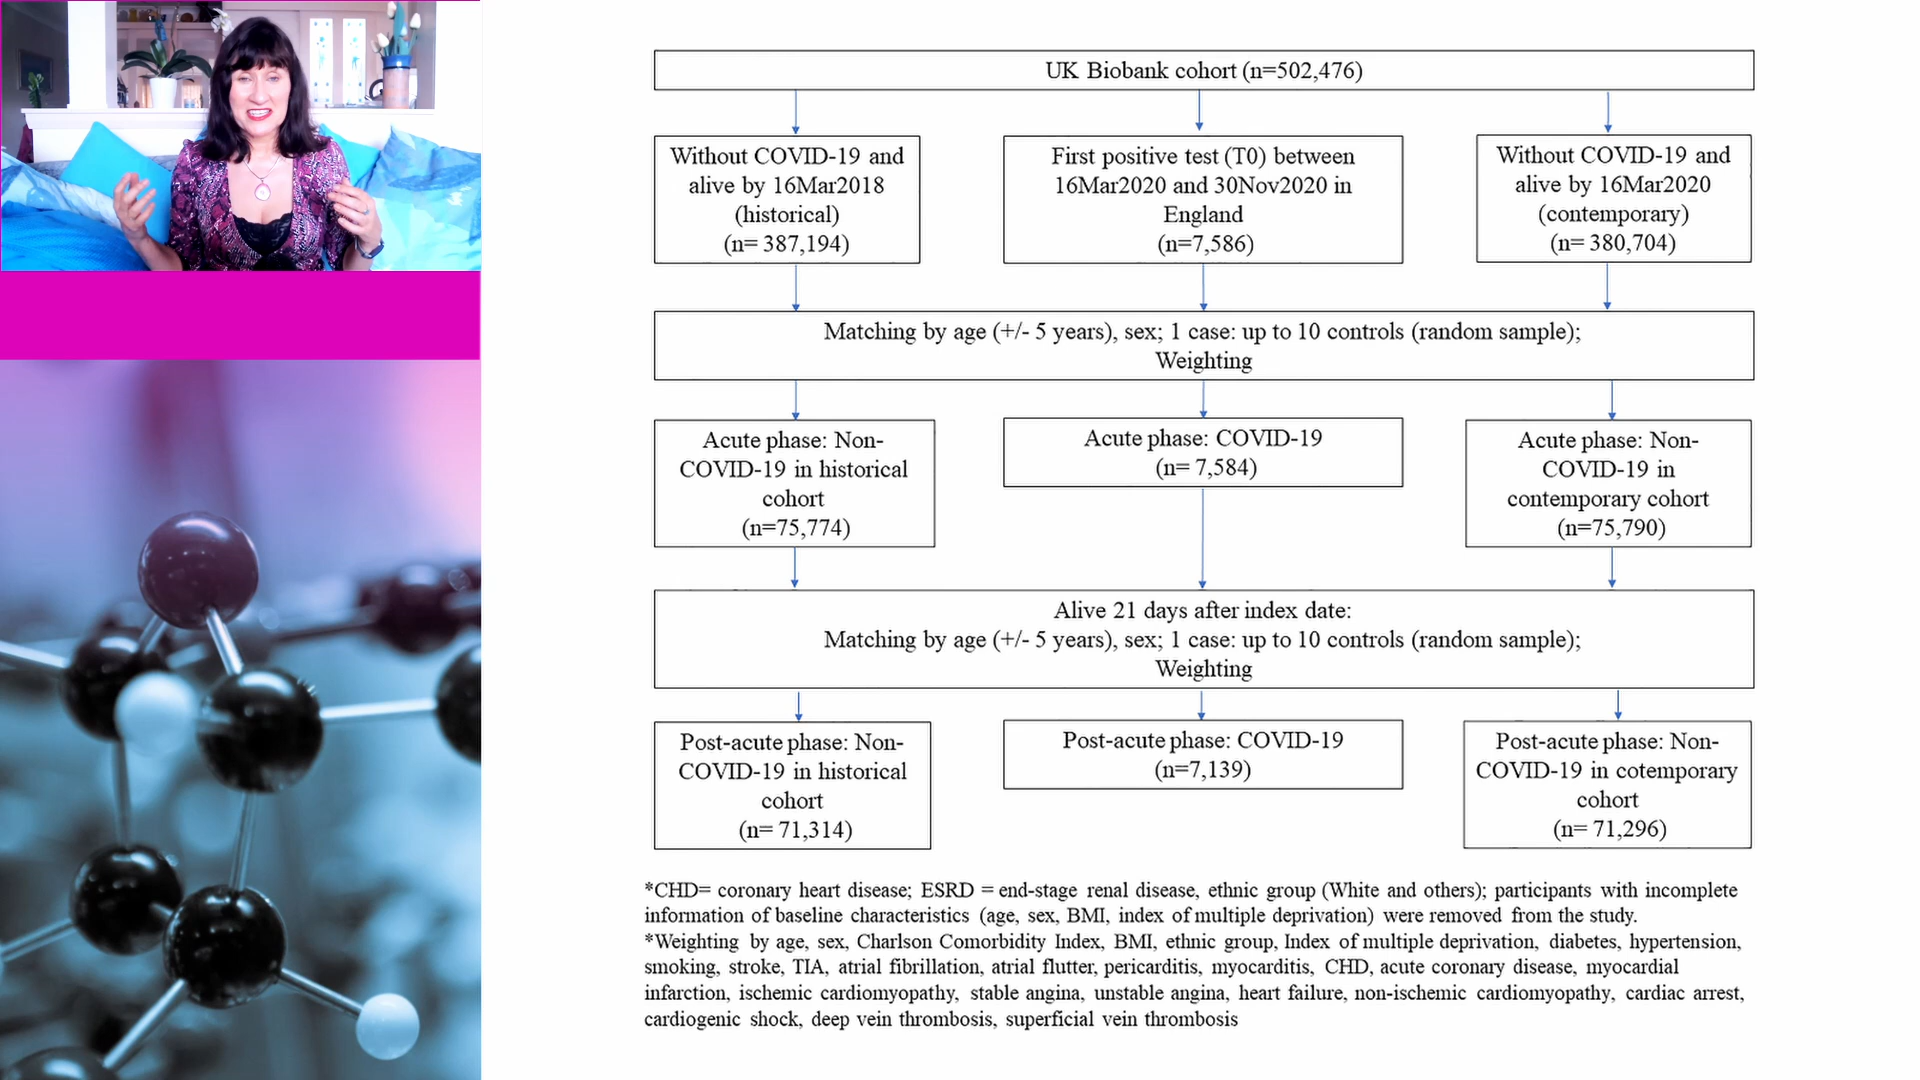 UK Biobank cohort (n=502,476)
Without COVID-19 and
alive by 16Mar2018
(historical)
(n= 387,194)
First positive test (T0) between
16Mar2020 and 30Nov2020 in
England
(n=7,586)
Without COVID-19 and
alive by 16Mar2020
(contemporary)
(n= 380,704)
Matching by age (+/- 5 years), sex; 1 case: up to 10 controls (random sample);
Weighting
Acute phase: Non-
COVID-19 in historical
cohort
(n=75,774)
Acute phase: COVID-19
(n= 7,584)
Acute phase: Non-
COVID-19 in
contemporary cohort
(n=75,790)
Alive 21 days after index date:
Matching by age (+/- 5 years), sex; 1 case: up to 10 controls (random sample);
Weighting
Post-acute phase: Non-
COVID-19 in historical
cohort
(n= 71,314)
Post-acute phase: COVID-19
(n=7,139)
Post-acute phase: Non-
COVID-19 in cotemporary
cohort
(n= 71,296)
*CHD= coronary heart disease; ESRD = end-stage renal disease, ethnic group (White and others); participants with incomplete
information of baseline characteristics (age, sex, BMI, index of multiple deprivation) were removed from the study.
*Weighting by age, sex, Charlson Comorbidity Index, BMI, ethnic group, Index of multiple deprivation, diabetes, hypertension,
smoking, stroke, TIA, atrial fibrillation, atrial flutter, pericarditis, myocarditis, CHD, acute coronary disease, myocardial
infarction, ischemic cardiomyopathy, stable angina, unstable angina, heart failure, non-ischemic cardiomyopathy, cardiac arrest,
cardiogenic shock, deep vein thrombosis, superficial vein thrombosis